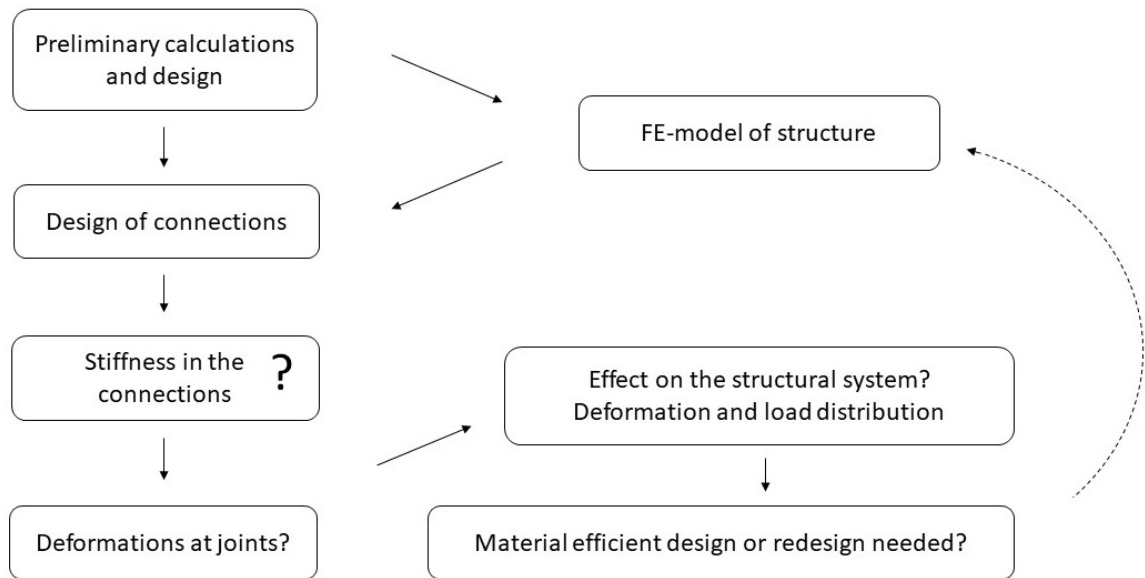 Preliminary calculations
and design
FE-model of structure
Design of connections
Stiffness in the
connections
?
Effect on the structural system?
Deformation and load distribution
Deformations at joints?
Material efficient design or redesign needed?